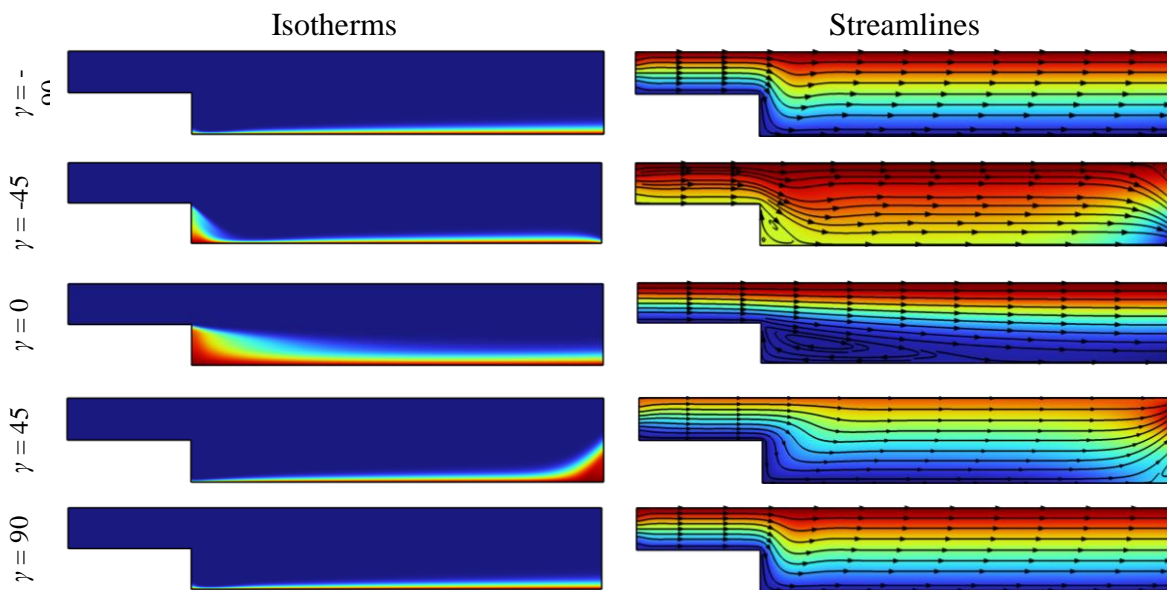 Isotherms
Streamlines
γ = -
γ = -45
γ = 0
γ = 45
γ = 90